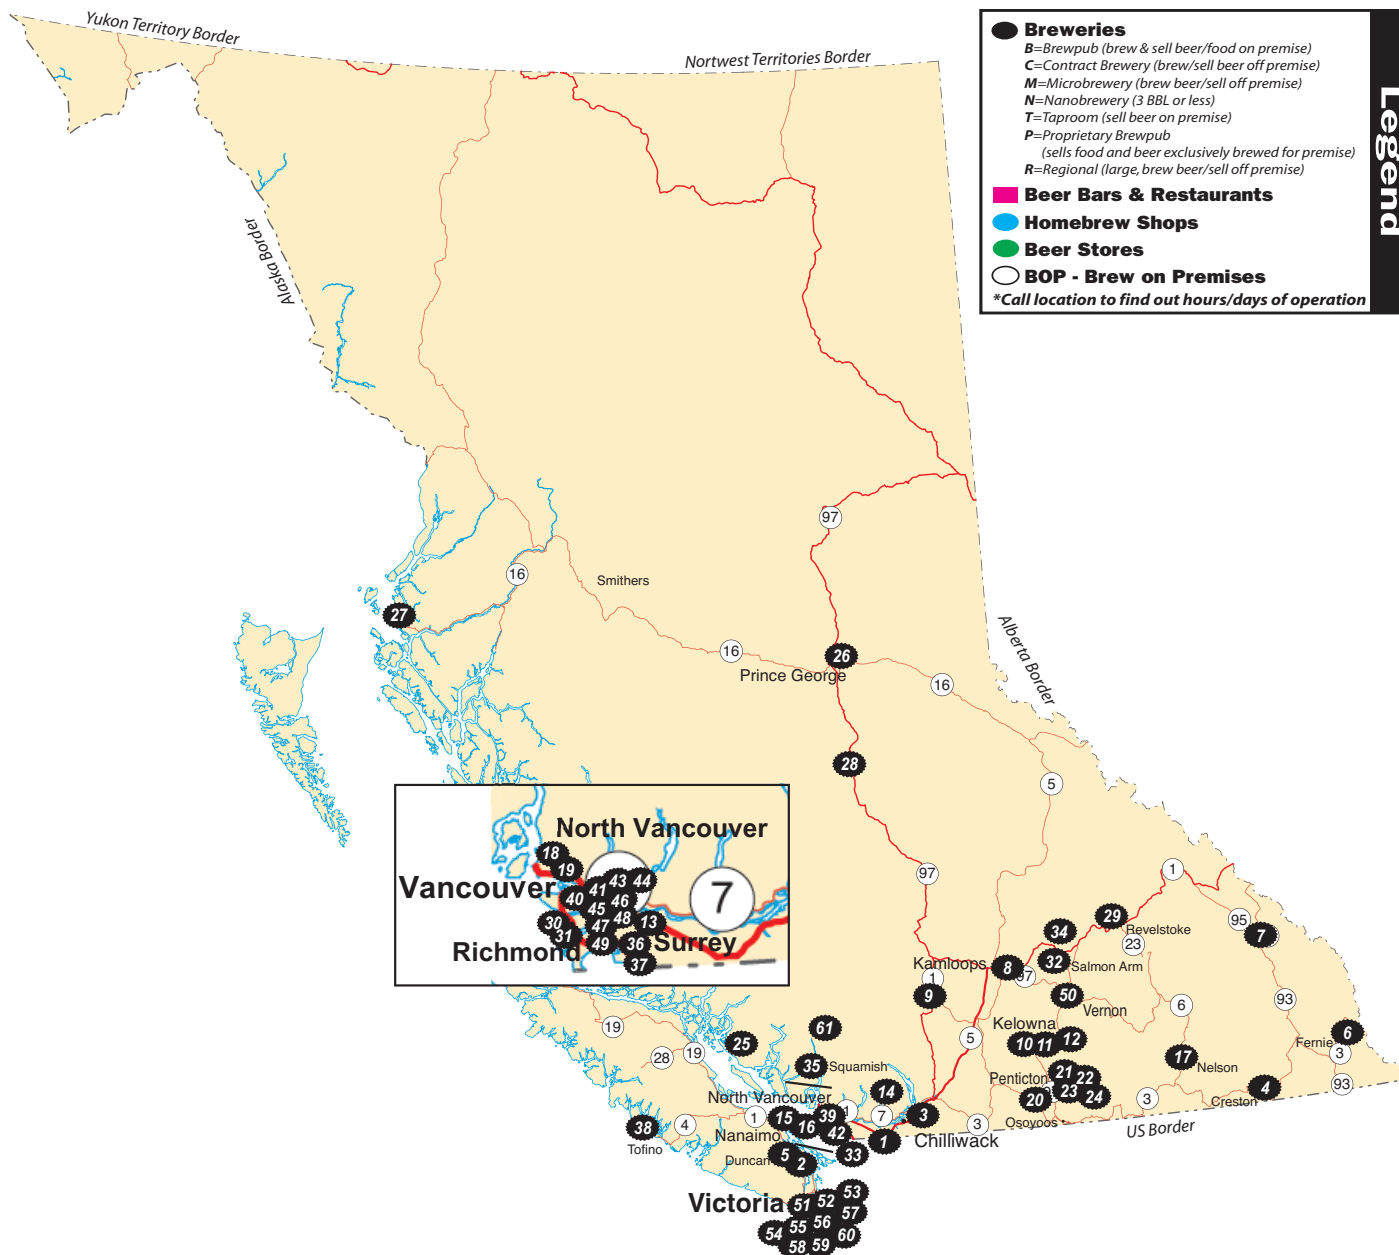 Yukon Territory Border
Nortwest Territories Border
Alaska Border
Alberta Border
US Border
Legend
Breweries
B=Brewpub (brew & sell beer/food on premise)
C=Contract Brewery (brew/sell beer off premise)
M=Microbrewery (brew beer/sell off premise)
N=Nanobrewery (3 BBL or less)
T=Taproom (sell beer on premise)
P=Proprietary Brewpub
(sells food and beer exclusively brewed for premise)
R=Regional (large, brew beer/sell off premise)
Beer Bars & Restaurants
Homebrew Shops
Beer Stores
BOP - Brew on Premises
*Call location to find out hours/days of operation
97
16
Smithers
27
16
26
Prince George
16
28
5
97
North Vancouver
18
19
Vancouver
43
44
41
40
46
45
7
30
48
13
47
31
Richmond
49
36
Surrey
37
1
29
Revelstoke
95
7
34
23
Kamloops
8
97
32
Salmon Arm
1
9
50
Vernon
6
93
19
61
5
Kelowna
10
11
12
6
Fernie
3
25
28
19
35
Squamish
17
Nelson
21
22
Penticton
23
24
20
4
Creston
93
3
Osoyoos
14
North Vancouver
1
7
3
3
Chilliwack
1
15
39
16
42
1
38
4
Tofino
Nanaimo
33
Duncan
5
2
Victoria
51
52
53
54
55
56
57
58
59
60